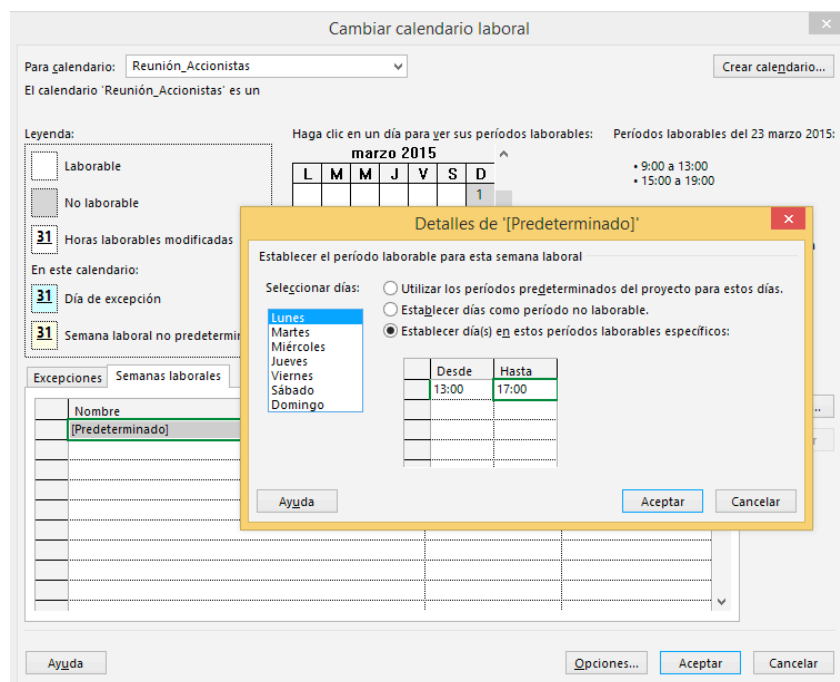 Cambiar calendario laboral
Para calendario: Reunión_Accionistas
Crear calendario...
El calendario 'Reunión_Accionistas' es un
Leyenda:
Laborable
No laborable
31 Horas laborables modificadas
En este calendario:
31 Día de excepción
31 Semana laboral no predetermin
Haga clic en un día para ver sus períodos laborables:
marzo 2015
L M M J V S D
1
Períodos laborables del 23 marzo 2015:
• 9:00 a 13:00
• 15:00 a 19:00
Detalles de '[Predeterminado]'
Establecer el período laborable para esta semana laboral
Seleccionar días:
Lunes
Martes
Miércoles
Jueves
Viernes
Sábado
Domingo
Utilizar los períodos predeterminados del proyecto para estos días.
Establecer días como período no laborable.
Establecer día(s) en estos períodos laborables específicos:
Desde Hasta
13:00 17:00
Ayuda
Aceptar
Cancelar
Excepciones
Semanas laborales
Nombre
[Predeterminado]
Ayuda
Opciones...
Aceptar
Cancelar